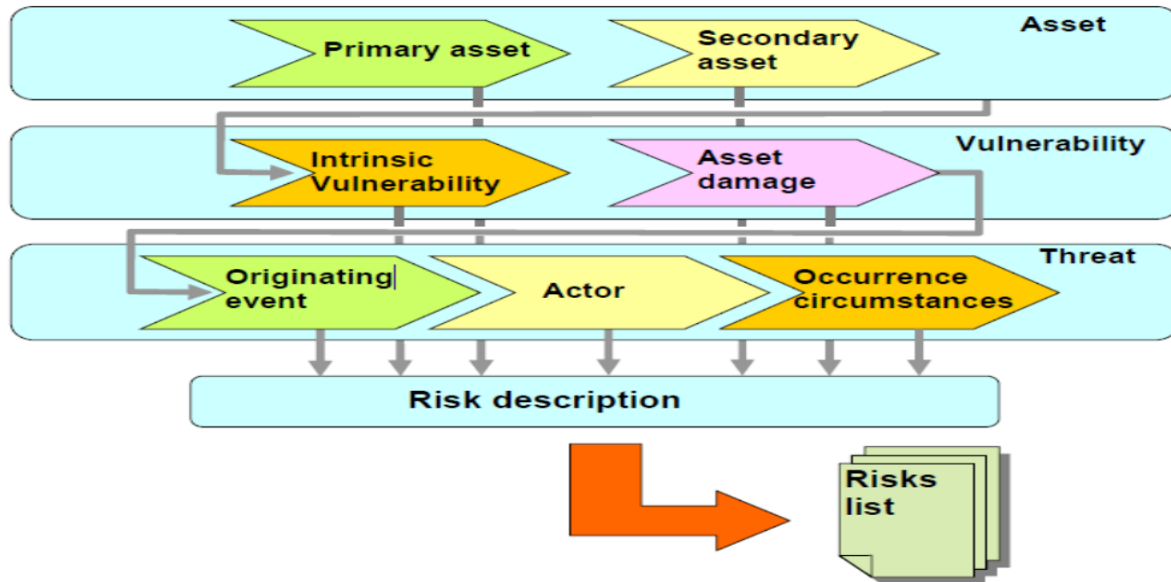 Asset
Primary asset
Secondary
asset
Vulnerability
Intrinsic
Vulnerability
Asset
damage
Threat
Originating
event
Actor
Occurrence
circumstances
Risk description
Risks
list